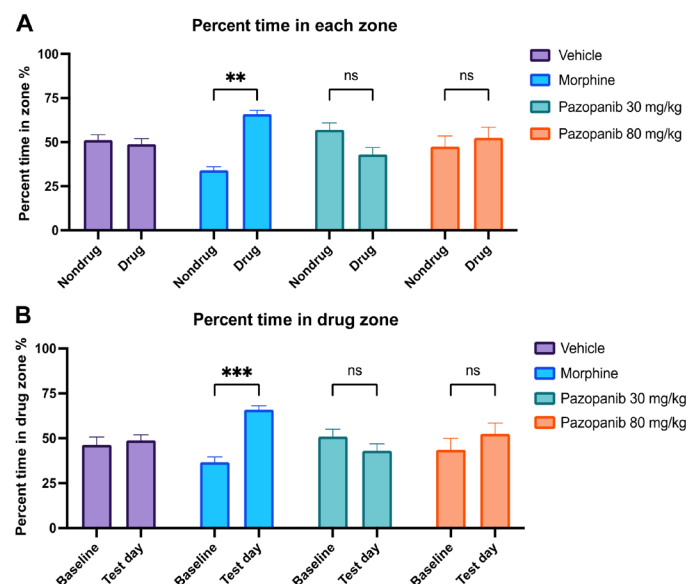 A
Percent time in each zone
Percent time in zone %
100
75
50
25
0
**
ns
ns
Nondrug
Drug
Nondrug
Drug
Nondrug
Drug
Nondrug
Drug
Vehicle
Morphine
Pazopanib 30 mg/kg
Pazopanib 80 mg/kg
B
Percent time in drug zone
Percent time in drug zone %
100
75
50
25
0
***
ns
ns
Baseline
Test day
Baseline
Test day
Baseline
Test day
Baseline
Test day
Vehicle
Morphine
Pazopanib 30 mg/kg
Pazopanib 80 mg/kg